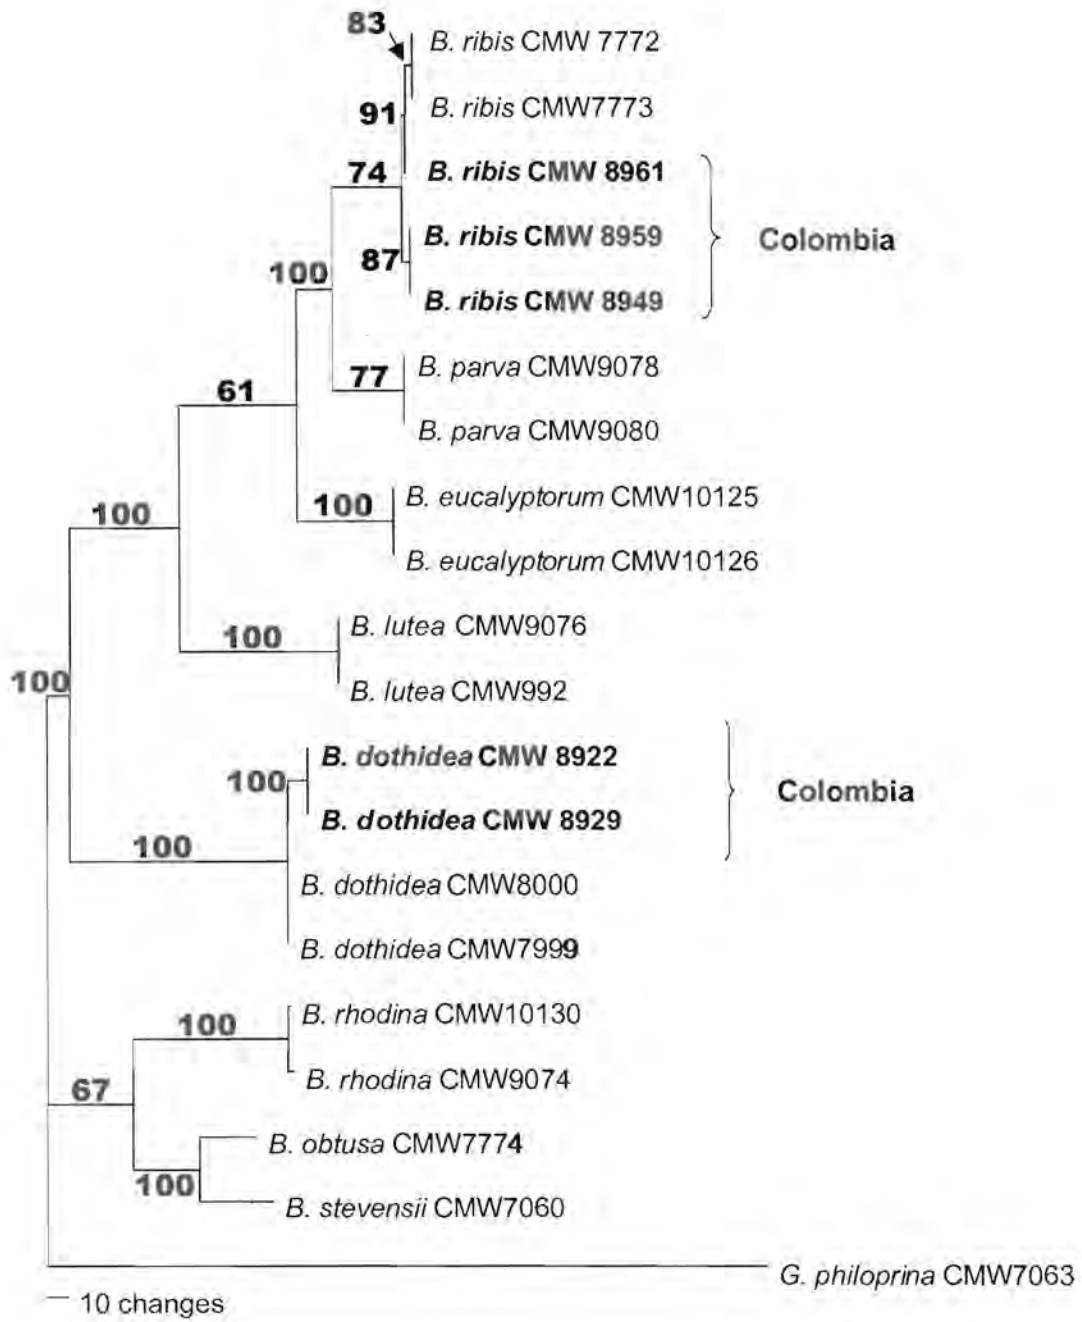 83
B. ribis CMW 7772
91
B. ribis CMW7773
74
B. ribis CMW 8961
B. ribis CMW 8959
Colombia
87
100
B. ribis CMW 8949
B. parva CMW9078
77
61
B. parva CMW9080
B. eucalyptorum CMW10125
100
100
B. eucalyptorum CMW10126
B. lutea CMW9076
100
100
B. lutea CMW992
B. dothidea CMW 8922
100
Colombia
B. dothidea CMW 8929
100
B. dothidea CMW8000
B. dothidea CMW7999
B. rhodina CMW10130
100
B. rhodina CMW9074
67
B. obtusa CMW7774
100
B. stevensii CMW7060
G. philoprina CMW7063
10 changes